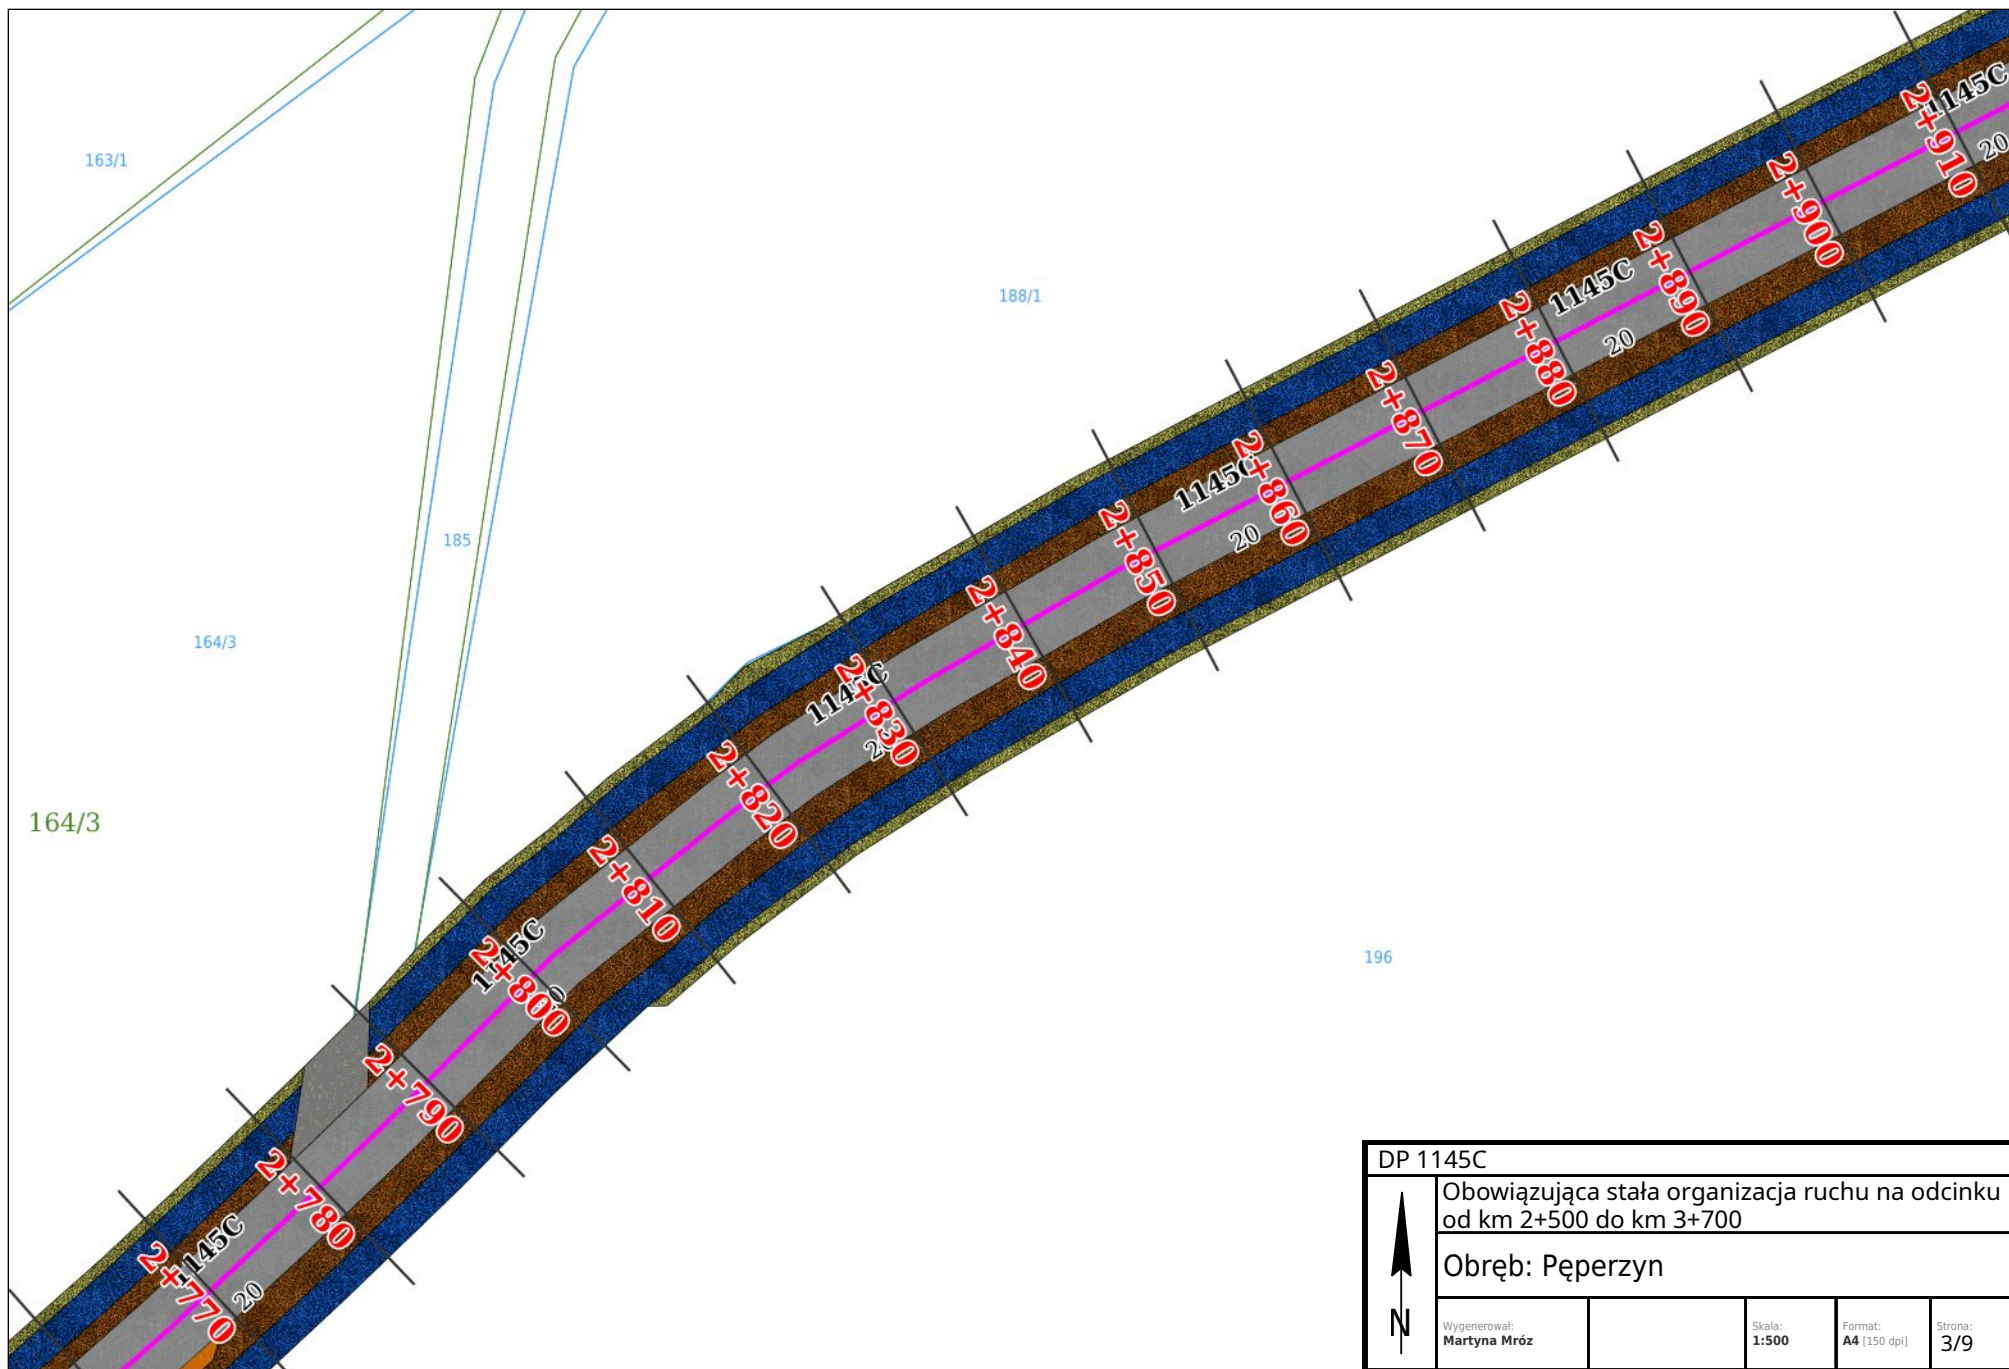 163/1
188/1
185
164/3
164/3
196
1145C
20
2+910
2+900
2+890
1145C
20
2+880
2+870
2+860
1145C
20
2+850
2+840
1145C
20
2+830
2+820
2+810
1145C
2+800
2+790
2+780
1145C
20
2+770
DP 1145C
Obowiązująca stała organizacja ruchu na odcinku
od km 2+500 do km 3+700
Obręb: Pęperzyn
N
Wygenerował:
Martyna Mróz
Skala:
1:500
Format:
A4 [150 dpi]
Strona:
3/9